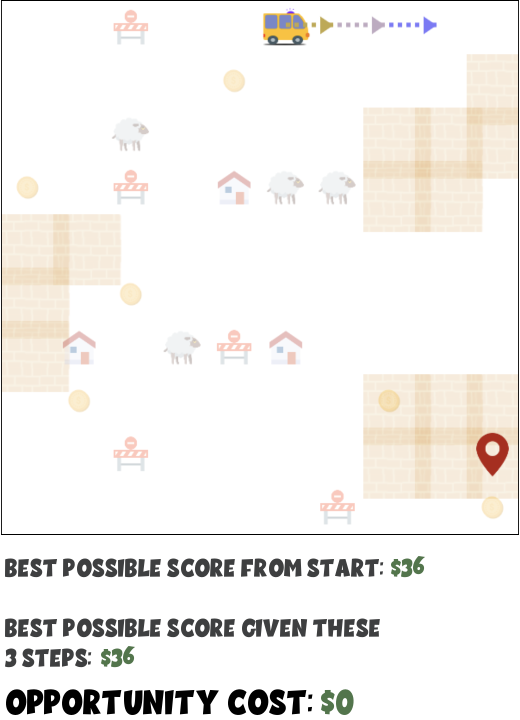 BEST POSSIBLE SCORE FROM START: $36
BEST POSSIBLE SCORE GIVEN THESE
3 STEPS: $36
OPPORTUNITY COST: $0